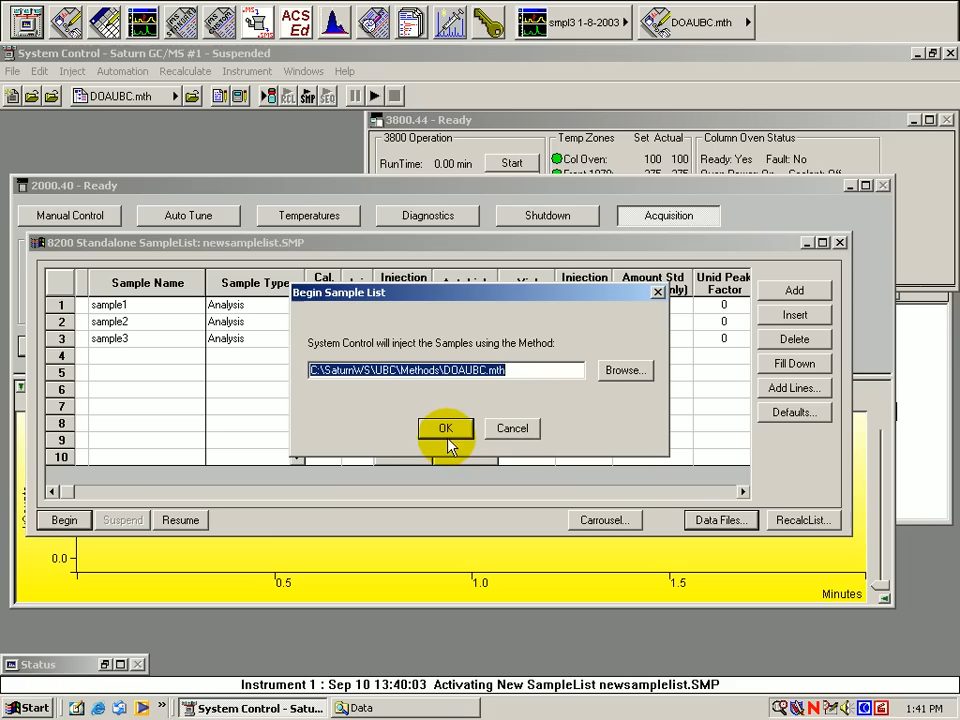 ACS
Ed
smpl3 1-8-2003
DOAUBC.mth
System Control - Saturn GC/MS #1 - Suspended
File Edit Inject Automation Recalculate Instrument Windows Help
DOAUBC.mth
RCL SMP SEQ
3800.44 - Ready
3800 Operation Temp Zones Set Actual Column Oven Status
RunTime: 0.00 min Start Col Oven: 100 100 Ready: Yes Fault: No
2000.40 - Ready
Manual Control Auto Tune Temperatures Diagnostics Shutdown Acquisition
8200 Standalone SampleList: newsamplelist.SMP
Sample Name Sample Type Cal. Injection Injection Amount Std Unid Peak
Factor
1 sample1 Analysis 0
2 sample2 Analysis 0
3 sample3 Analysis 0
4
5
6
7
8
9
10
Add
Insert
Delete
Fill Down
Add Lines...
Defaults...
Begin Sample List
System Control will inject the Samples using the Method:
C:\SaturnWS\UBC\Methods\DOAUBC.mth Browse...
OK Cancel
Begin Suspend Resume Carrousel... Data Files... RecalcList...
0.0
0.5 1.0 1.5
Minutes
Status
Instrument 1 : Sep 10 13:40:03 Activating New SampleList newsamplelist.SMP
Start System Control - Satu... Data 1:41 PM